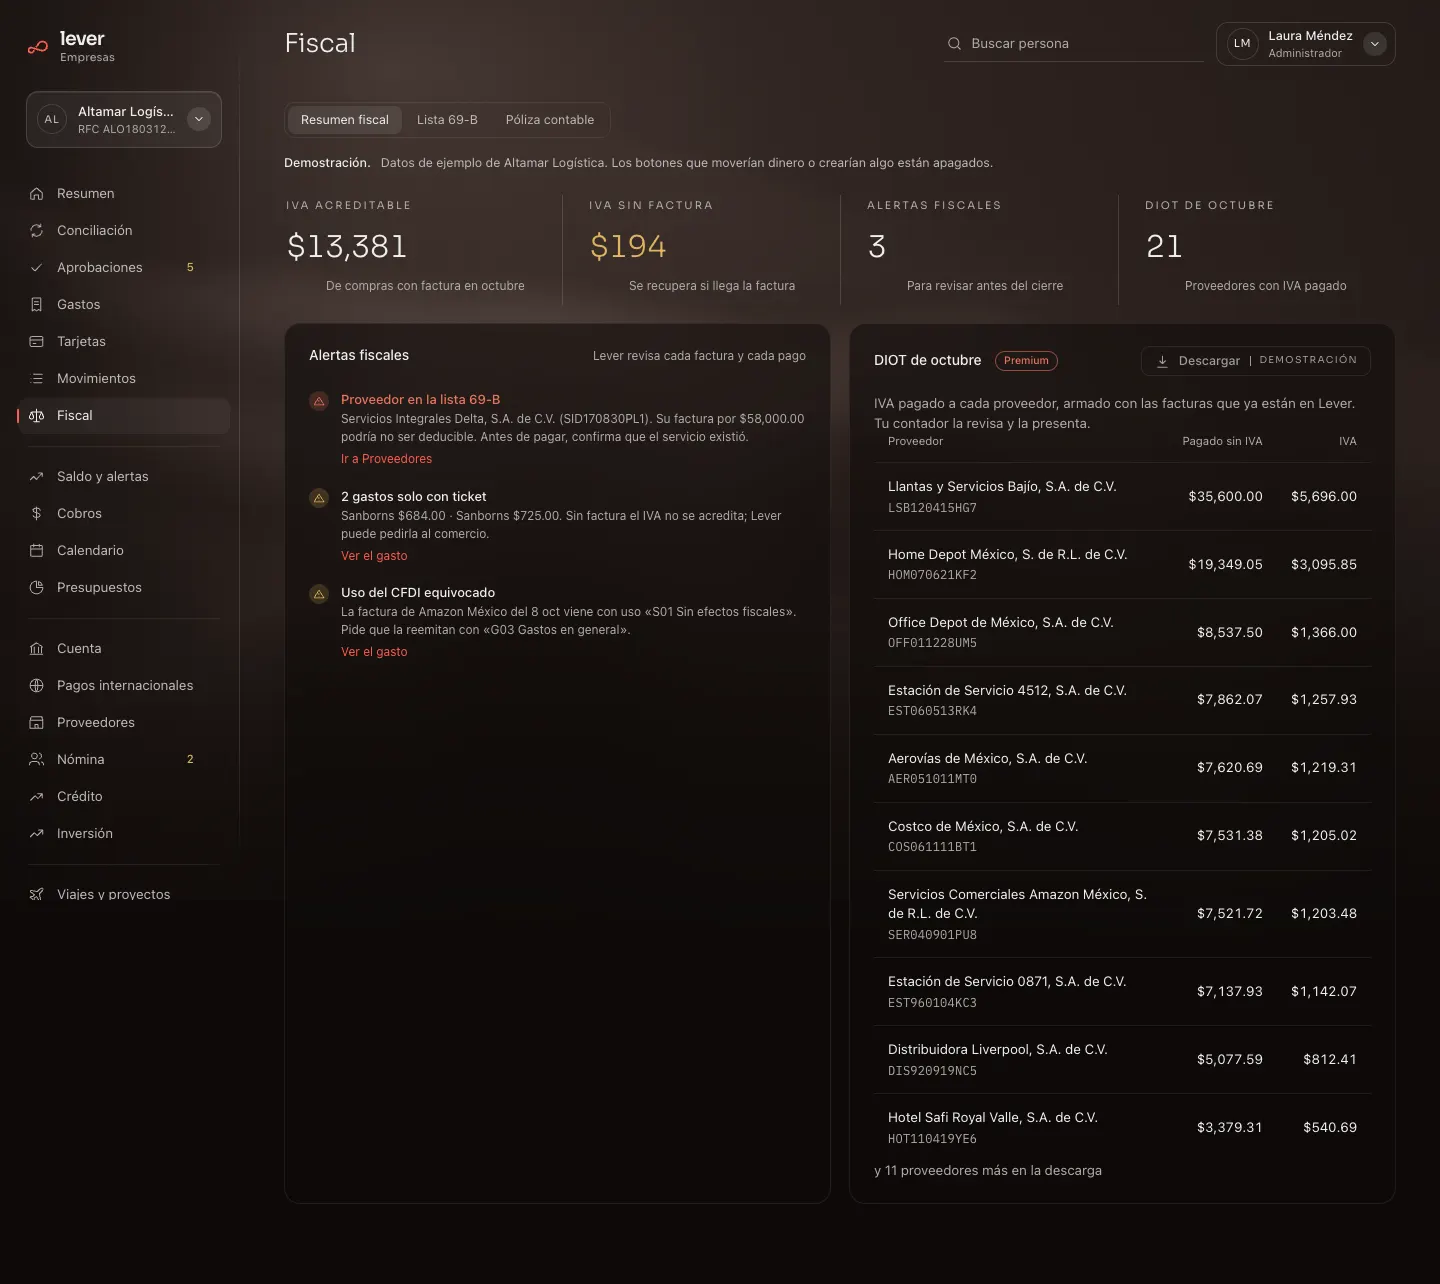 lever
Empresas
AL
Altamar Logís...
RFC ALO180312...
Resumen
Conciliación
Aprobaciones 5
Gastos
Tarjetas
Movimientos
Fiscal
Saldo y alertas
Cobros
Calendario
Presupuestos
Cuenta
Pagos internacionales
Proveedores
Nómina 2
Crédito
Inversión
Viajes y proyectos
Fiscal
Buscar persona
LM
Laura Méndez
Administrador
Resumen fiscal
Lista 69-B
Póliza contable
Demostración. Datos de ejemplo de Altamar Logística. Los botones que moverían dinero o crearían algo están apagados.
IVA ACREDITABLE
$13,381
De compras con factura en octubre
IVA SIN FACTURA
$194
Se recupera si llega la factura
ALERTAS FISCALES
3
Para revisar antes del cierre
DIOT DE OCTUBRE
21
Proveedores con IVA pagado
Alertas fiscales
Lever revisa cada factura y cada pago
Proveedor en la lista 69-B
Servicios Integrales Delta, S.A. de C.V. (SID170830PL1). Su factura por $58,000.00
podría no ser deducible. Antes de pagar, confirma que el servicio existió.
Ir a Proveedores
2 gastos solo con ticket
Sanborns $684.00 · Sanborns $725.00. Sin factura el IVA no se acredita; Lever
puede pedirla al comercio.
Ver el gasto
Uso del CFDI equivocado
La factura de Amazon México del 8 oct viene con uso «S01 Sin efectos fiscales».
Pide que la reemitan con «G03 Gastos en general».
Ver el gasto
DIOT de octubre
Premium
Descargar | DEMOSTRACIÓN
IVA pagado a cada proveedor, armado con las facturas que ya están en Lever.
Tu contador la revisa y la presenta.
Proveedor Pagado sin IVA IVA
Llantas y Servicios Bajío, S.A. de C.V.
LSB120415HG7
$35,600.00 $5,696.00
Home Depot México, S. de R.L. de C.V.
HOM070621KF2
$19,349.05 $3,095.85
Office Depot de México, S.A. de C.V.
OFF011228UM5
$8,537.50 $1,366.00
Estación de Servicio 4512, S.A. de C.V.
EST060513RK4
$7,862.07 $1,257.93
Aerovías de México, S.A. de C.V.
AER051011MT0
$7,620.69 $1,219.31
Costco de México, S.A. de C.V.
COS061111BT1
$7,531.38 $1,205.02
Servicios Comerciales Amazon México, S.
de R.L. de C.V.
SER040901PU8
$7,521.72 $1,203.48
Estación de Servicio 0871, S.A. de C.V.
EST960104KC3
$7,137.93 $1,142.07
Distribuidora Liverpool, S.A. de C.V.
DIS920919NC5
$5,077.59 $812.41
Hotel Safi Royal Valle, S.A. de C.V.
HOT110419YE6
$3,379.31 $540.69
y 11 proveedores más en la descarga